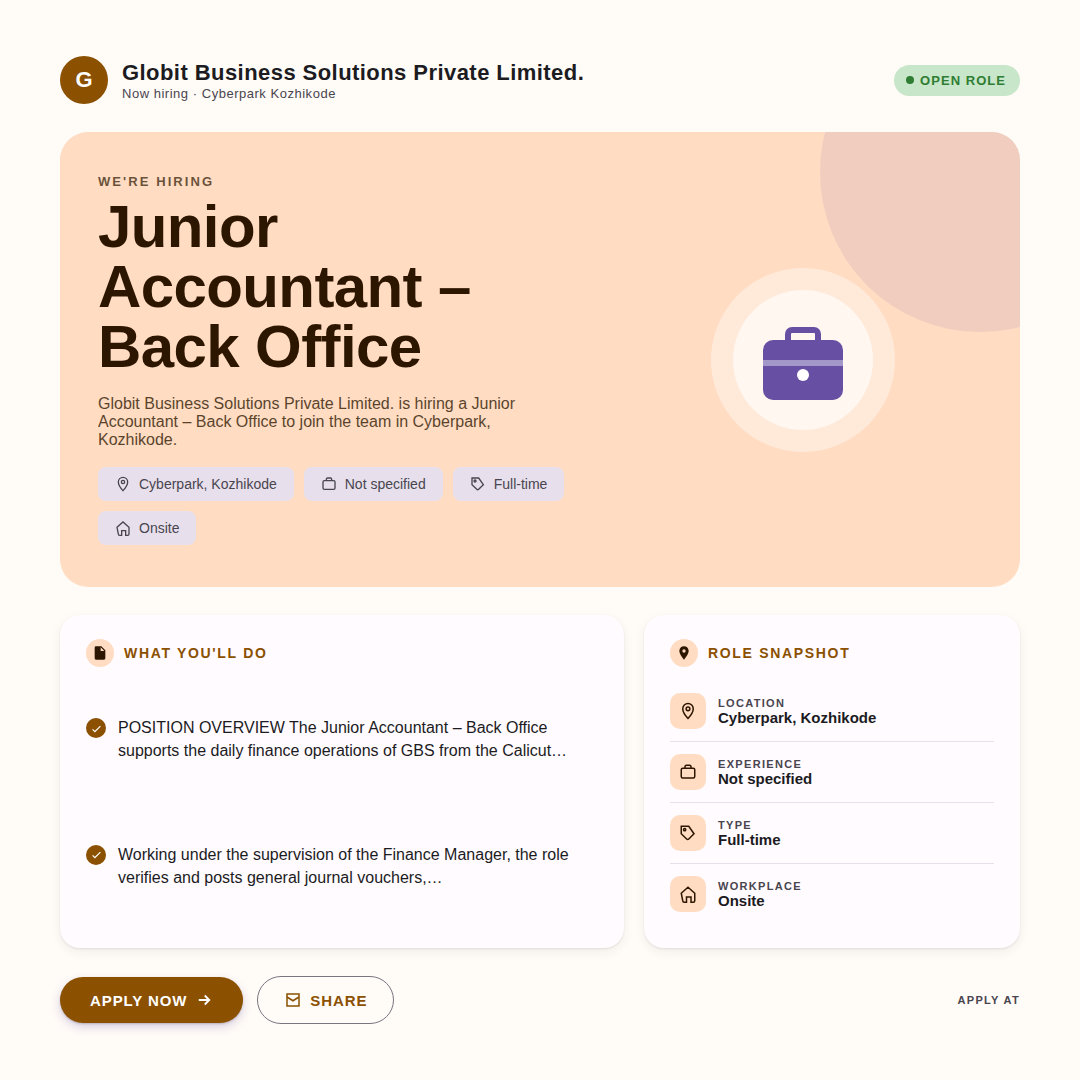 G
Globit Business Solutions Private Limited.
Now hiring · Cyberpark Kozhikode
OPEN ROLE
WE'RE HIRING
Junior
Accountant –
Back Office
Globit Business Solutions Private Limited. is hiring a Junior
Accountant – Back Office to join the team in Cyberpark,
Kozhikode.
Cyberpark, Kozhikode
Not specified
Full-time
Onsite
WHAT YOU'LL DO
POSITION OVERVIEW The Junior Accountant – Back Office
supports the daily finance operations of GBS from the Calicut…
Working under the supervision of the Finance Manager, the role
verifies and posts general journal vouchers,…
ROLE SNAPSHOT
LOCATION
Cyberpark, Kozhikode
EXPERIENCE
Not specified
TYPE
Full-time
WORKPLACE
Onsite
APPLY NOW
SHARE
APPLY AT